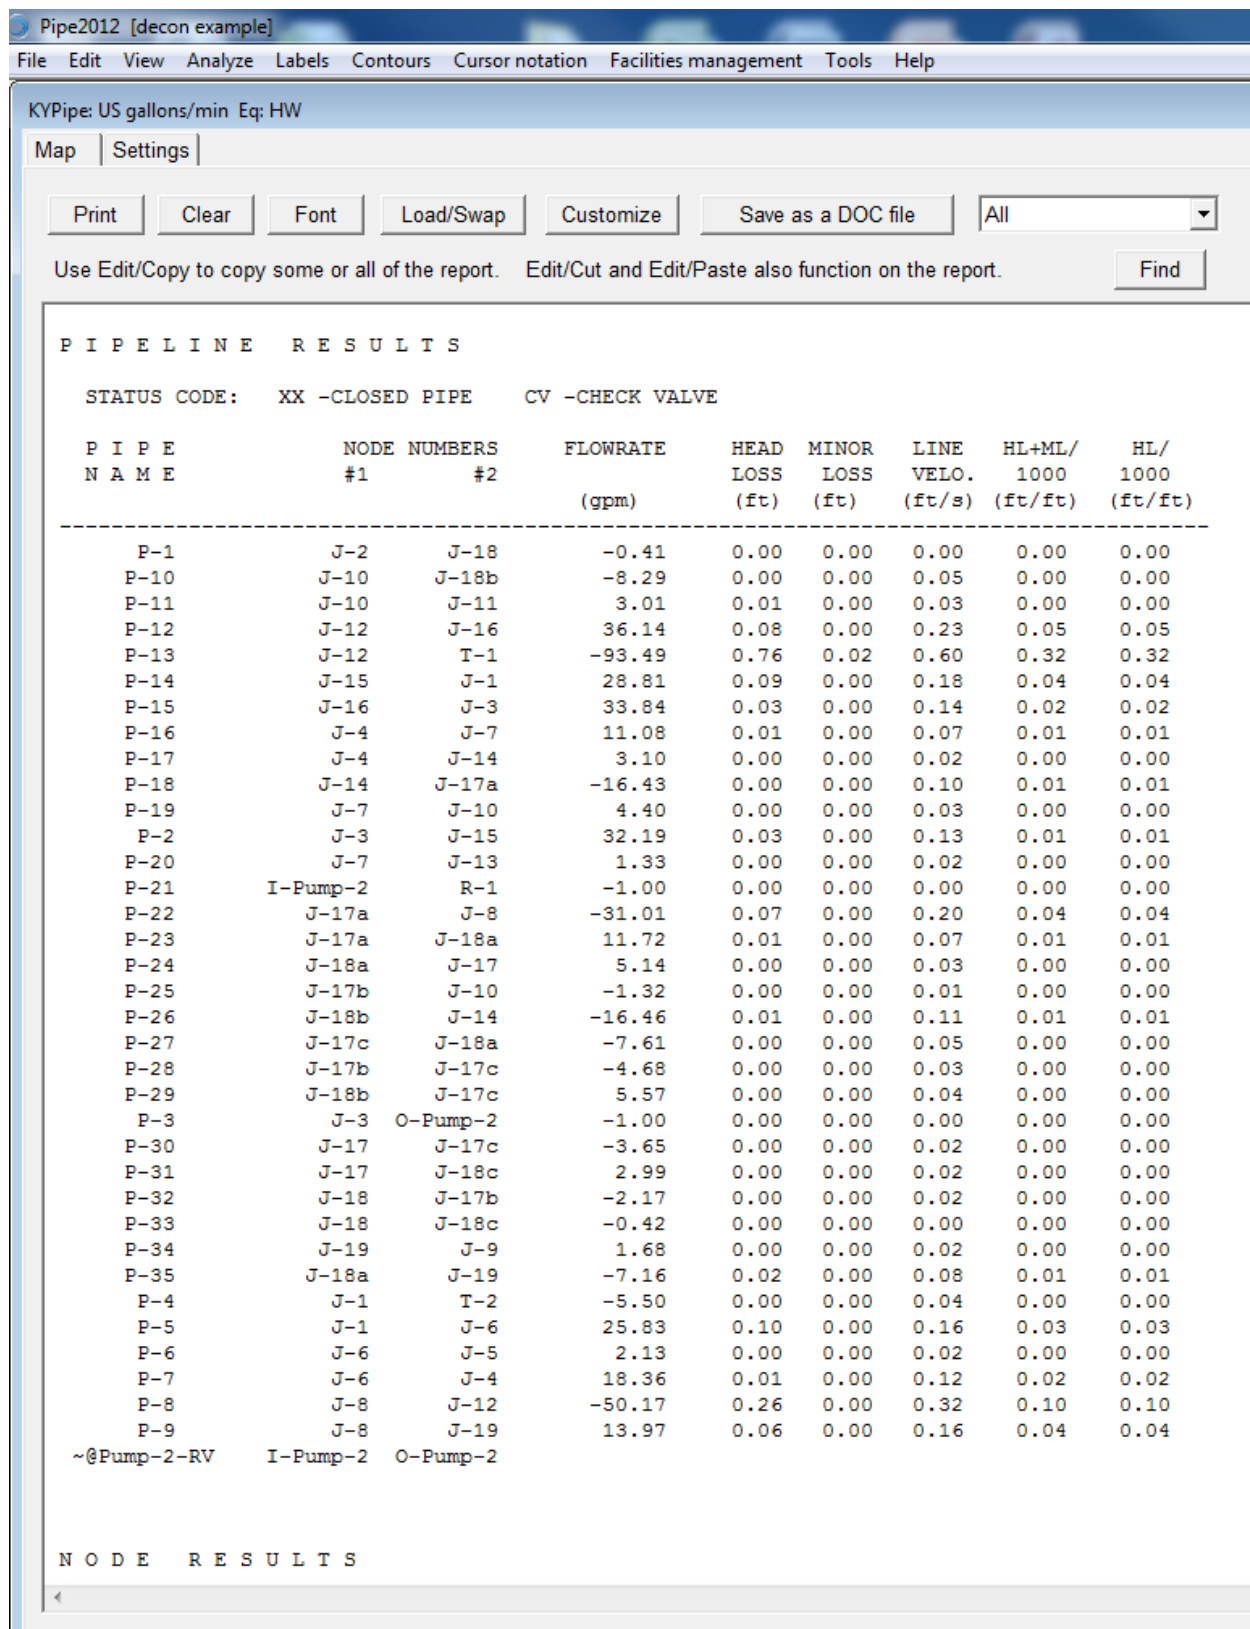 Pipe2012 [decon example]
File Edit View Analyze Labels Contours Cursor notation Facilities management Tools Help
KYPipe: US gallons/min Eq: HW
Map Settings
Print Clear Font Load/Swap Customize Save as a DOC file All
Use Edit/Copy to copy some or all of the report. Edit/Cut and Edit/Paste also function on the report. Find
P I P E L I N E R E S U L T S
STATUS CODE: XX -CLOSED PIPE CV -CHECK VALVE
P I P E NODE NUMBERS FLOWRATE HEAD MINOR LINE HL+ML/ HL/
N A M E #1 #2 LOSS LOSS VELO. 1000 1000
(gpm) (ft) (ft) (ft/s) (ft/ft) (ft/ft)
------------------------------------------------------------------------------------------
P-1 J-2 J-18 -0.41 0.00 0.00 0.00 0.00 0.00
P-10 J-10 J-18b -8.29 0.00 0.00 0.05 0.00 0.00
P-11 J-10 J-11 3.01 0.01 0.00 0.03 0.00 0.00
P-12 J-12 J-16 36.14 0.08 0.00 0.23 0.05 0.05
P-13 J-12 T-1 -93.49 0.76 0.02 0.60 0.32 0.32
P-14 J-15 J-1 28.81 0.09 0.00 0.18 0.04 0.04
P-15 J-16 J-3 33.84 0.03 0.00 0.14 0.02 0.02
P-16 J-4 J-7 11.08 0.01 0.00 0.07 0.01 0.01
P-17 J-4 J-14 3.10 0.00 0.00 0.02 0.00 0.00
P-18 J-14 J-17a -16.43 0.00 0.00 0.10 0.01 0.01
P-19 J-7 J-10 4.40 0.00 0.00 0.03 0.00 0.00
P-2 J-3 J-15 32.19 0.03 0.00 0.13 0.01 0.01
P-20 J-7 J-13 1.33 0.00 0.00 0.02 0.00 0.00
P-21 I-Pump-2 R-1 -1.00 0.00 0.00 0.00 0.00 0.00
P-22 J-17a J-8 -31.01 0.07 0.00 0.20 0.04 0.04
P-23 J-17a J-18a 11.72 0.01 0.00 0.07 0.01 0.01
P-24 J-18a J-17 5.14 0.00 0.00 0.03 0.00 0.00
P-25 J-17b J-10 -1.32 0.00 0.00 0.01 0.00 0.00
P-26 J-18b J-14 -16.46 0.01 0.00 0.11 0.01 0.01
P-27 J-17c J-18a -7.61 0.00 0.00 0.05 0.00 0.00
P-28 J-17b J-17c -4.68 0.00 0.00 0.03 0.00 0.00
P-29 J-18b J-17c 5.57 0.00 0.00 0.04 0.00 0.00
P-3 J-3 O-Pump-2 -1.00 0.00 0.00 0.00 0.00 0.00
P-30 J-17 J-17c -3.65 0.00 0.00 0.02 0.00 0.00
P-31 J-17 J-18c 2.99 0.00 0.00 0.02 0.00 0.00
P-32 J-18 J-17b -2.17 0.00 0.00 0.02 0.00 0.00
P-33 J-18 J-18c -0.42 0.00 0.00 0.00 0.00 0.00
P-34 J-19 J-9 1.68 0.00 0.00 0.02 0.00 0.00
P-35 J-18a J-19 -7.16 0.02 0.00 0.08 0.01 0.01
P-4 J-1 T-2 -5.50 0.00 0.00 0.04 0.00 0.00
P-5 J-1 J-6 25.83 0.10 0.00 0.16 0.03 0.03
P-6 J-6 J-5 2.13 0.00 0.00 0.02 0.00 0.00
P-7 J-6 J-4 18.36 0.01 0.00 0.12 0.02 0.02
P-8 J-8 J-12 -50.17 0.26 0.00 0.32 0.10 0.10
P-9 J-8 J-19 13.97 0.06 0.00 0.16 0.04 0.04
~@Pump-2-RV I-Pump-2 O-Pump-2
N O D E R E S U L T S